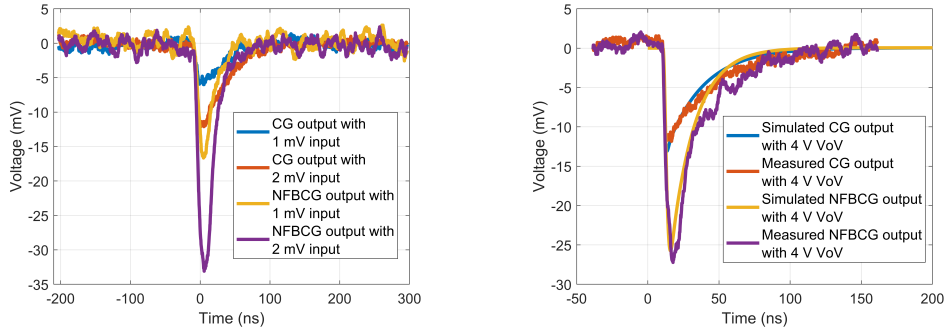 Voltage (mV)
5
0
-5
-10
-15
-20
-25
-30
-35
-200
-100
0
100
200
300
Time (ns)
CG output with
1 mV input
CG output with
2 mV input
NFBCG output with
1 mV input
NFBCG output with
2 mV input
Voltage (mV)
5
0
-5
-10
-15
-20
-25
-30
-50
0
50
100
150
200
Time (ns)
Simulated CG output
with 4 V VoV
Measured CG output
with 4 V VoV
Simulated NFBCG output
with 4 V VoV
Measured NFBCG output
with 4 V VoV